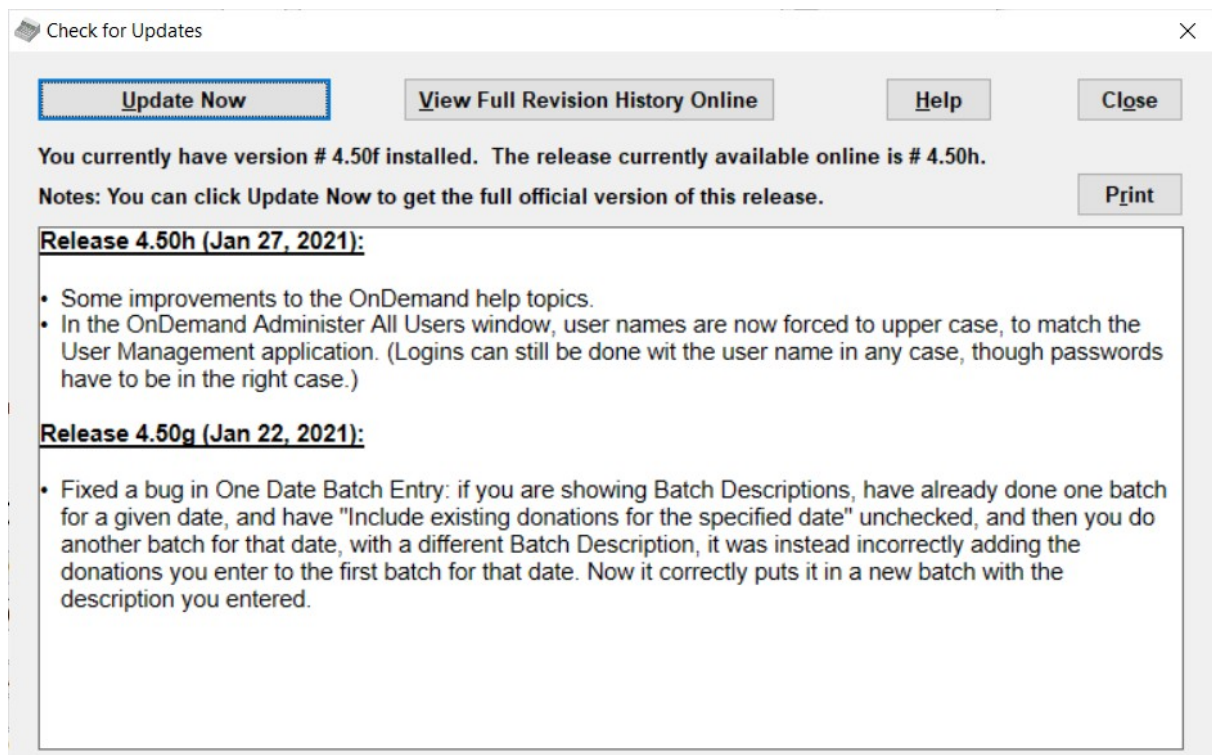 Check for Updates
Update Now
View Full Revision History Online
Help
Close
You currently have version # 4.50f installed. The release currently available online is # 4.50h.
Notes: You can click Update Now to get the full official version of this release.
Print
Release 4.50h (Jan 27, 2021):
• Some improvements to the OnDemand help topics.
• In the OnDemand Administer All Users window, user names are now forced to upper case, to match the
User Management application. (Logins can still be done wit the user name in any case, though passwords
have to be in the right case.)
Release 4.50g (Jan 22, 2021):
• Fixed a bug in One Date Batch Entry: if you are showing Batch Descriptions, have already done one batch
for a given date, and have "Include existing donations for the specified date" unchecked, and then you do
another batch for that date, with a different Batch Description, it was instead incorrectly adding the
donations you enter to the first batch for that date. Now it correctly puts it in a new batch with the
description you entered.